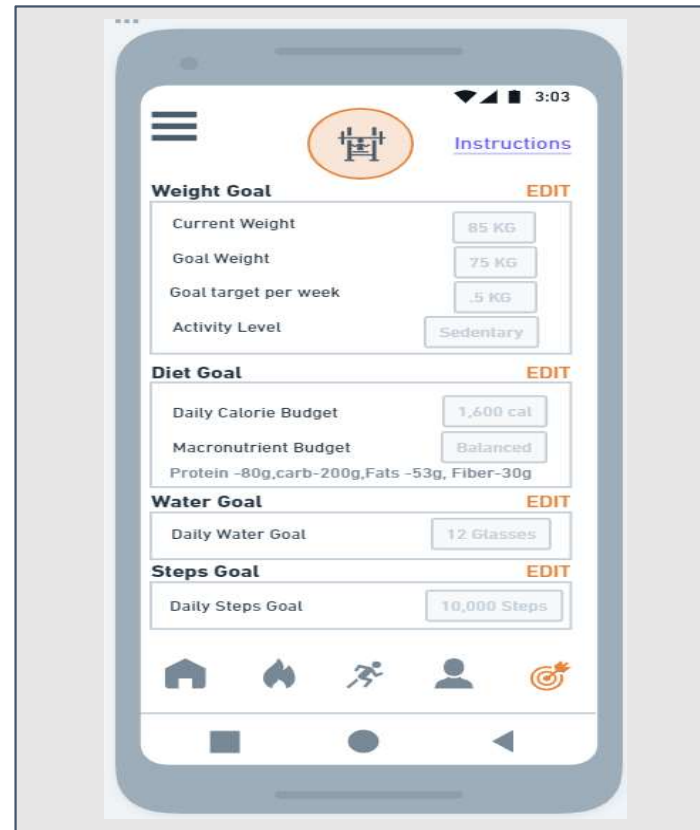 3:03
Instructions
Weight Goal EDIT
Current Weight 85 KG
Goal Weight 75 KG
Goal target per week .5 KG
Activity Level Sedentary
Diet Goal EDIT
Daily Calorie Budget 1,600 cal
Macronutrient Budget Balanced
Protein -80g,carb-200g,Fats -53g, Fiber-30g
Water Goal EDIT
Daily Water Goal 12 Glasses
Steps Goal EDIT
Daily Steps Goal 10,000 Steps